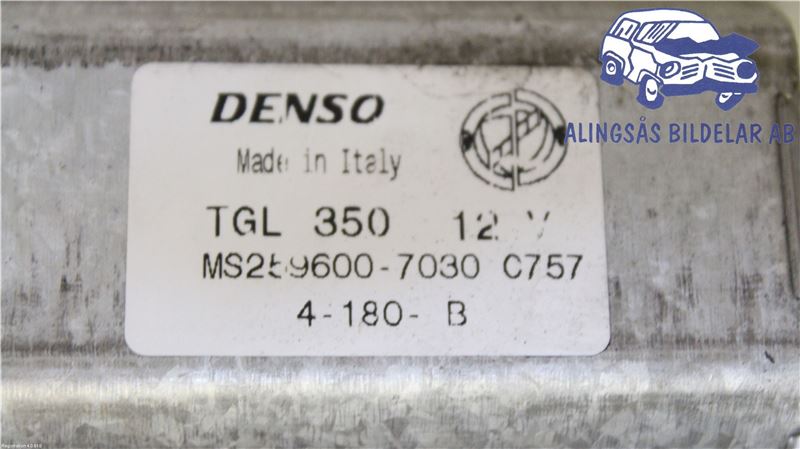 DENSO
Made in Italy
TGL 350 12 V
MS259600-7030 C757
4-180- B
ALINGSÅS BILDELAR AB